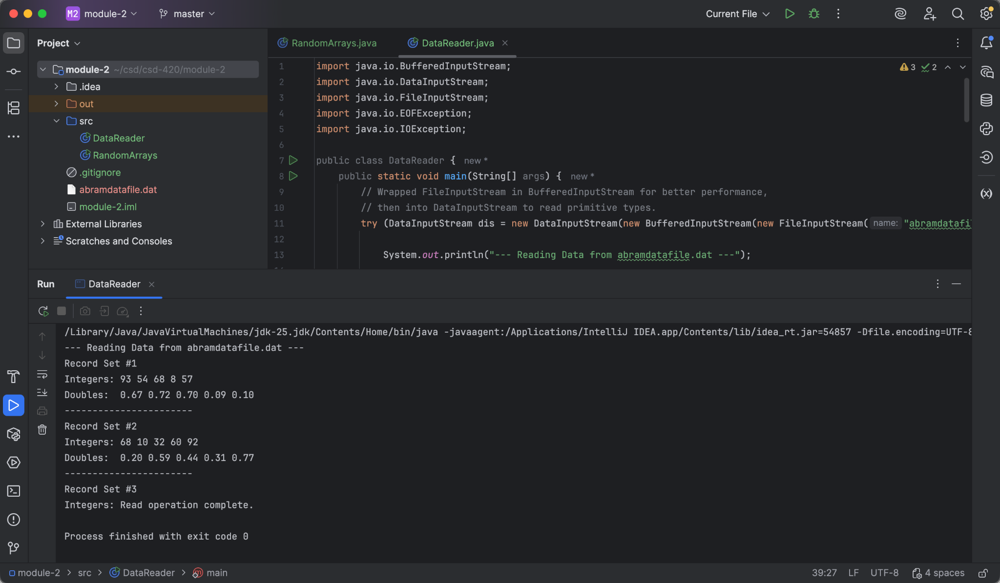 M2 module-2 master Current File
Project
module-2 ~/csd/csd-420/module-2
.idea
out
src
DataReader
RandomArrays
.gitignore
abramdatafile.dat
module-2.iml
External Libraries
Scratches and Consoles
RandomArrays.java DataReader.java
3 2
1 import java.io.BufferedInputStream;
2 import java.io.DataInputStream;
3 import java.io.FileInputStream;
4 import java.io.EOFException;
5 import java.io.IOException;
6
7 public class DataReader { new *
8 public static void main(String[] args) { new *
9 // Wrapped FileInputStream in BufferedInputStream for better performance,
10 // then into DataInputStream to read primitive types.
11 try (DataInputStream dis = new DataInputStream(new BufferedInputStream(new FileInputStream( name: "abramdatafi
12
13 System.out.println("--- Reading Data from abramdatafile.dat ---");
Run DataReader
/Library/Java/JavaVirtualMachines/jdk-25.jdk/Contents/Home/bin/java -javaagent:/Applications/IntelliJ IDEA.app/Contents/lib/idea_rt.jar=54857 -Dfile.encoding=UTF-8
--- Reading Data from abramdatafile.dat ---
Record Set #1
Integers: 93 54 68 8 57
Doubles:  0.67 0.72 0.70 0.09 0.10
-----------------------
Record Set #2
Integers: 68 10 32 60 92
Doubles:  0.20 0.59 0.44 0.31 0.77
-----------------------
Record Set #3
Integers: Read operation complete.
Process finished with exit code 0
module-2 > src > DataReader > main 39:27 LF UTF-8 4 spaces